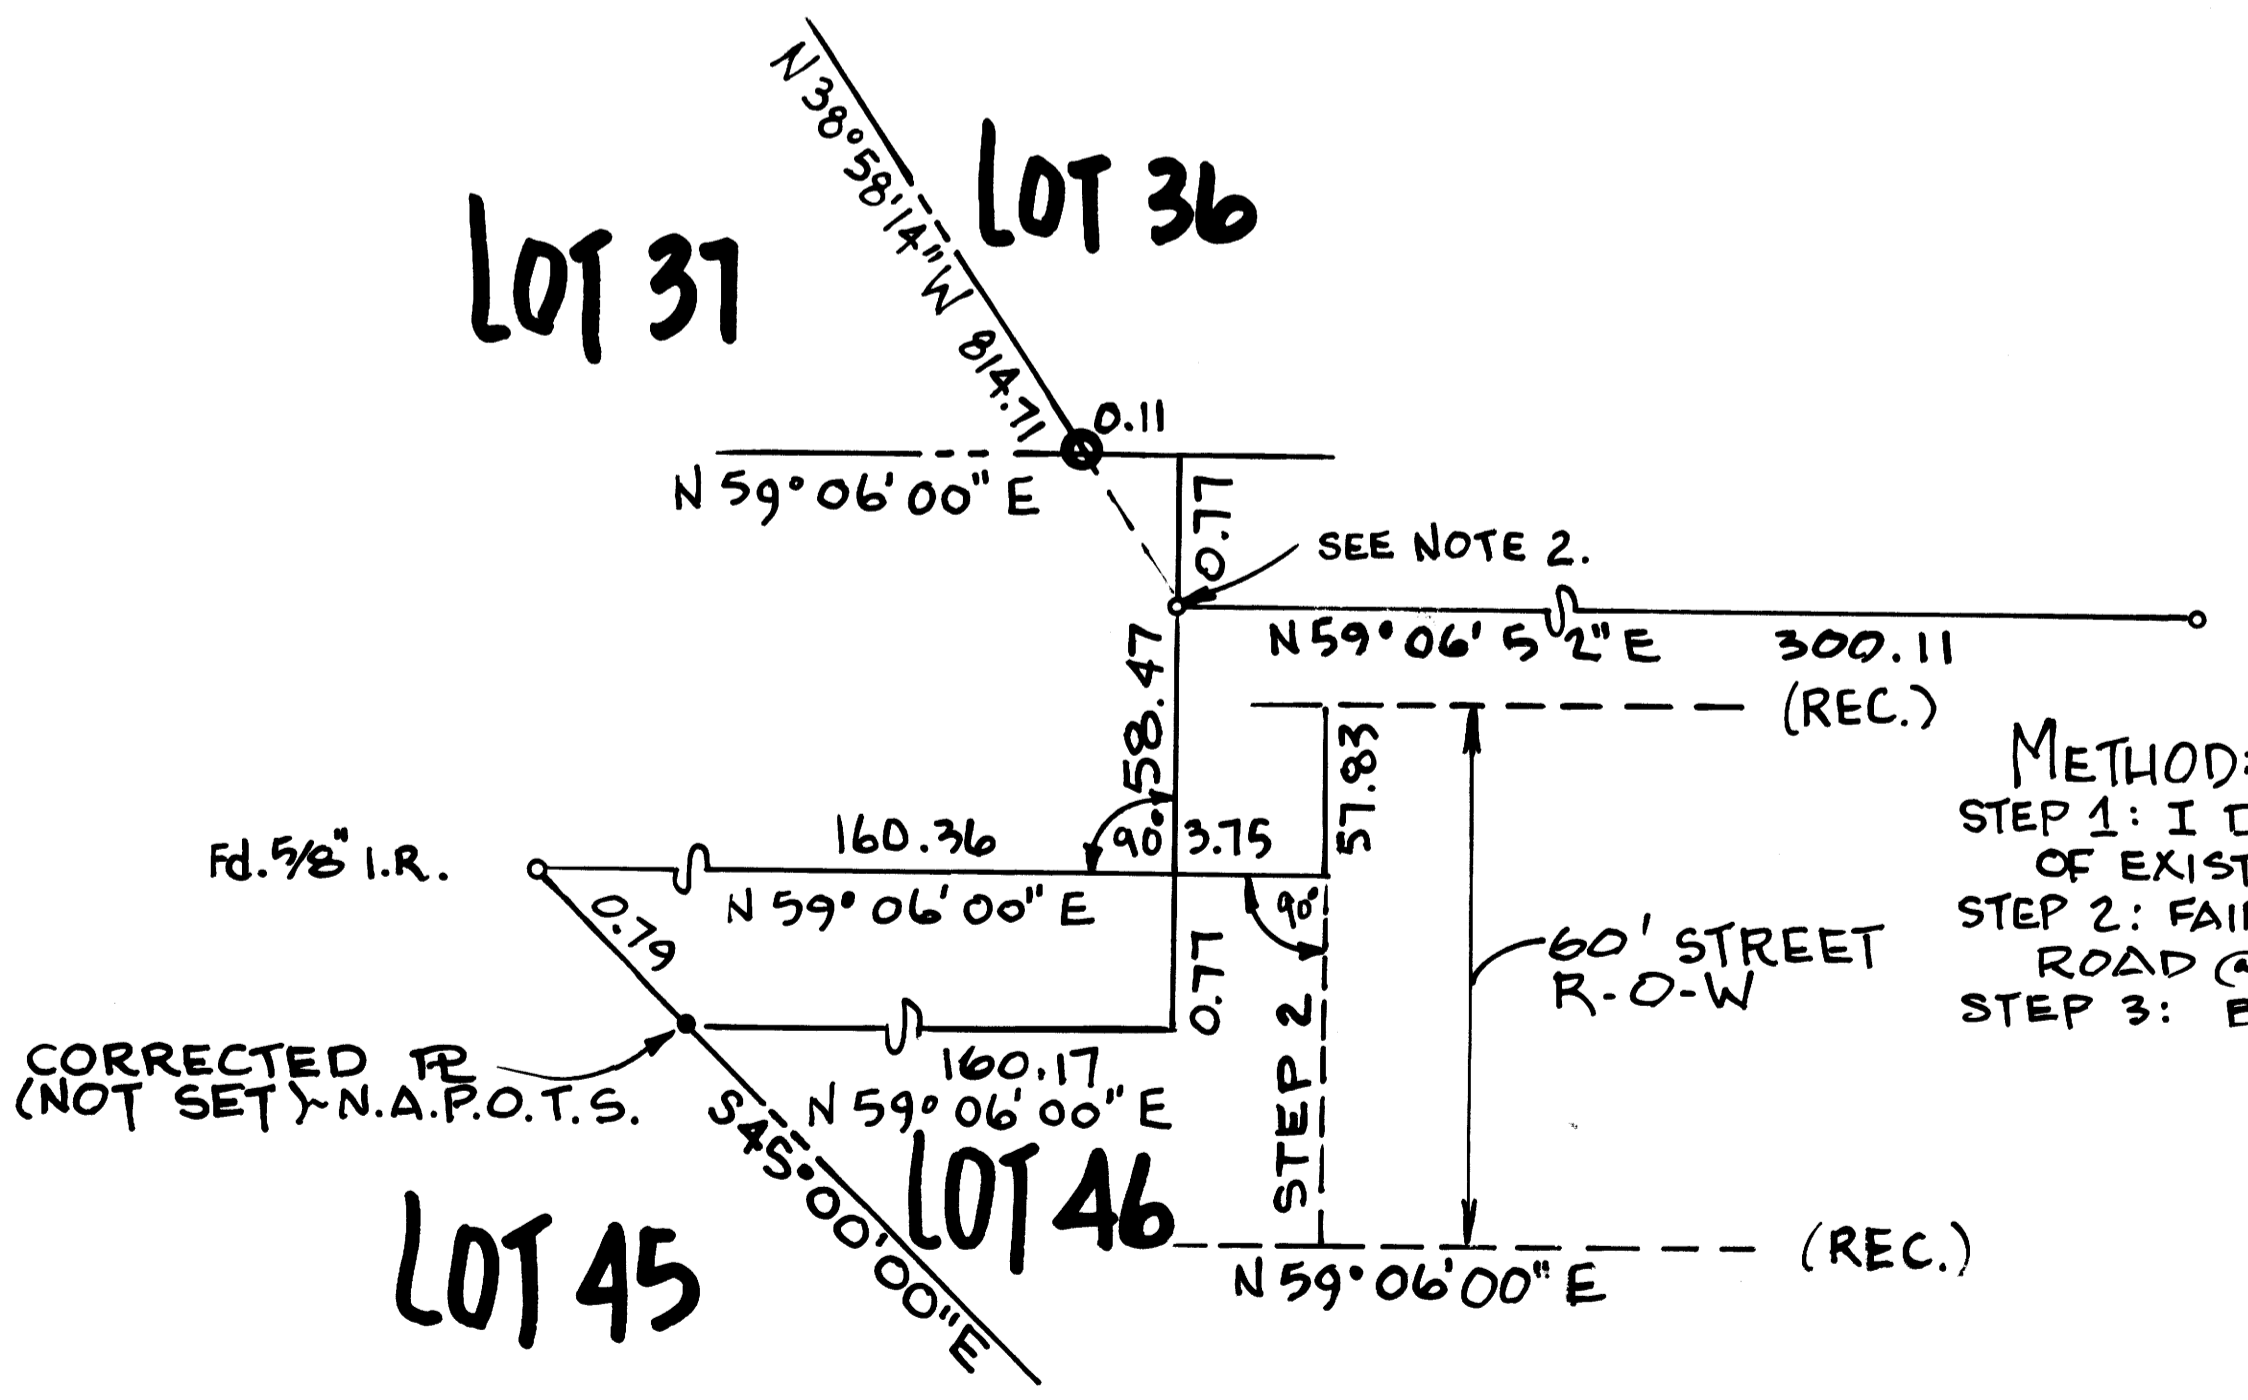 N 38° 58' 14" W 814.71
LOT 36
LOT 37
0.11
N 59° 06' 00" E
0.77
SEE NOTE 2.
N 59° 06' 52" E 300.11
(REC.)
58.47
57.83
METHOD:
STEP 1: I
OF EXIST
STEP 2: FAI
ROAD @
STEP 3:
160.36
90°
3.75
Fd. 5/8" I.R.
N 59° 06' 00" E
90°
0.79
0.77
60' STREET
R-O-W
STEP 2
CORRECTED PL
(NOT SET) ~ N.A.P.O.T.S.
160.17
N 59° 06' 00" E
S 45° 00' 00" E
LOT 46
LOT 45
(REC.)
N 59° 06' 00" E